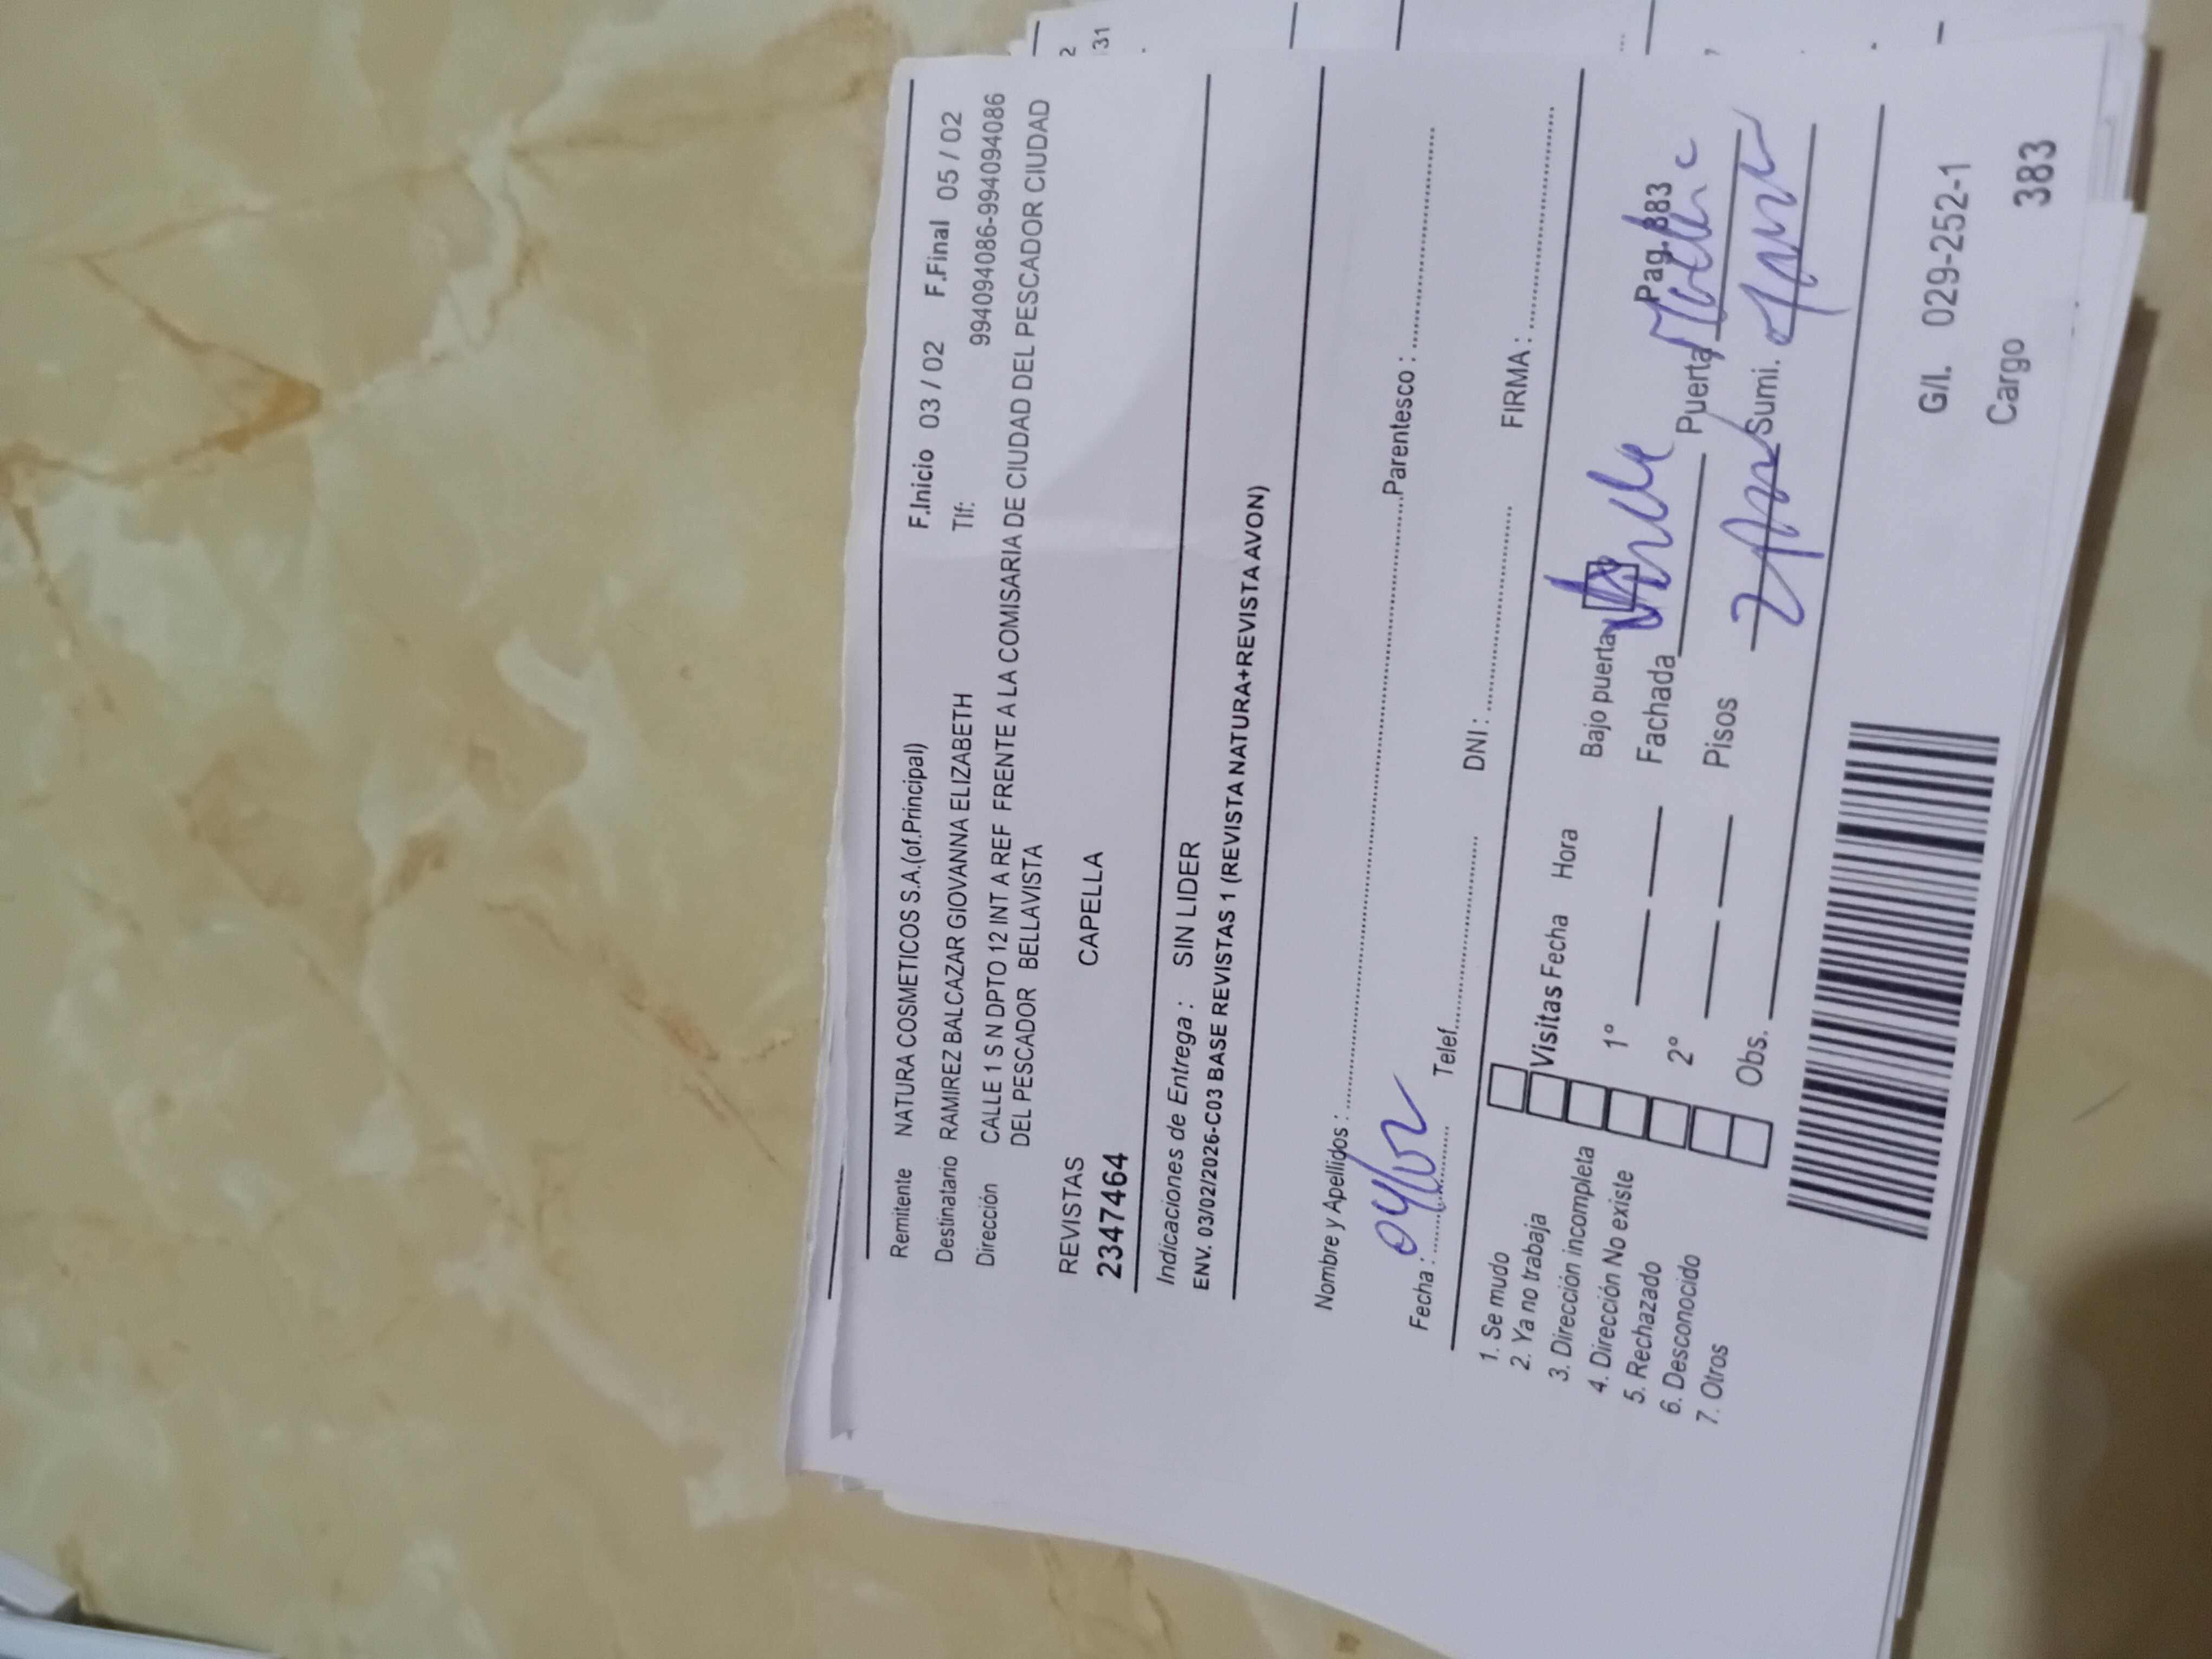 Remitente NATURA COSMETICOS S.A.(of.Principal) F.Inicio 03 / 02 F.Final 05 / 02
Destinatario RAMIREZ BALCAZAR GIOVANNA ELIZABETH Tlf: 994094086-994094086
Dirección CALLE 1 S N DPTO 12 INT A REF FRENTE A LA COMISARIA DE CIUDAD DEL PESCADOR CIUDAD
DEL PESCADOR BELLAVISTA
REVISTAS CAPELLA
2347464
Indicaciones de Entrega : SIN LIDER
ENV. 03/02/2026-C03 BASE REVISTAS 1 (REVISTA NATURA+REVISTA AVON)
Nombre y Apellidos : Parentesco :
Fecha : 04/02 Telef. DNI : FIRMA :
1. Se mudo
2. Ya no trabaja
3. Dirección incompleta
4. Dirección No existe
5. Rechazado
6. Desconocido
7. Otros
Visitas Fecha Hora
1°
2°
Obs.
Bajo puerta
Fachada Puerta
Pag. 383
Pisos Sumi.
G/I. 029-252-1
Cargo 383
2
31